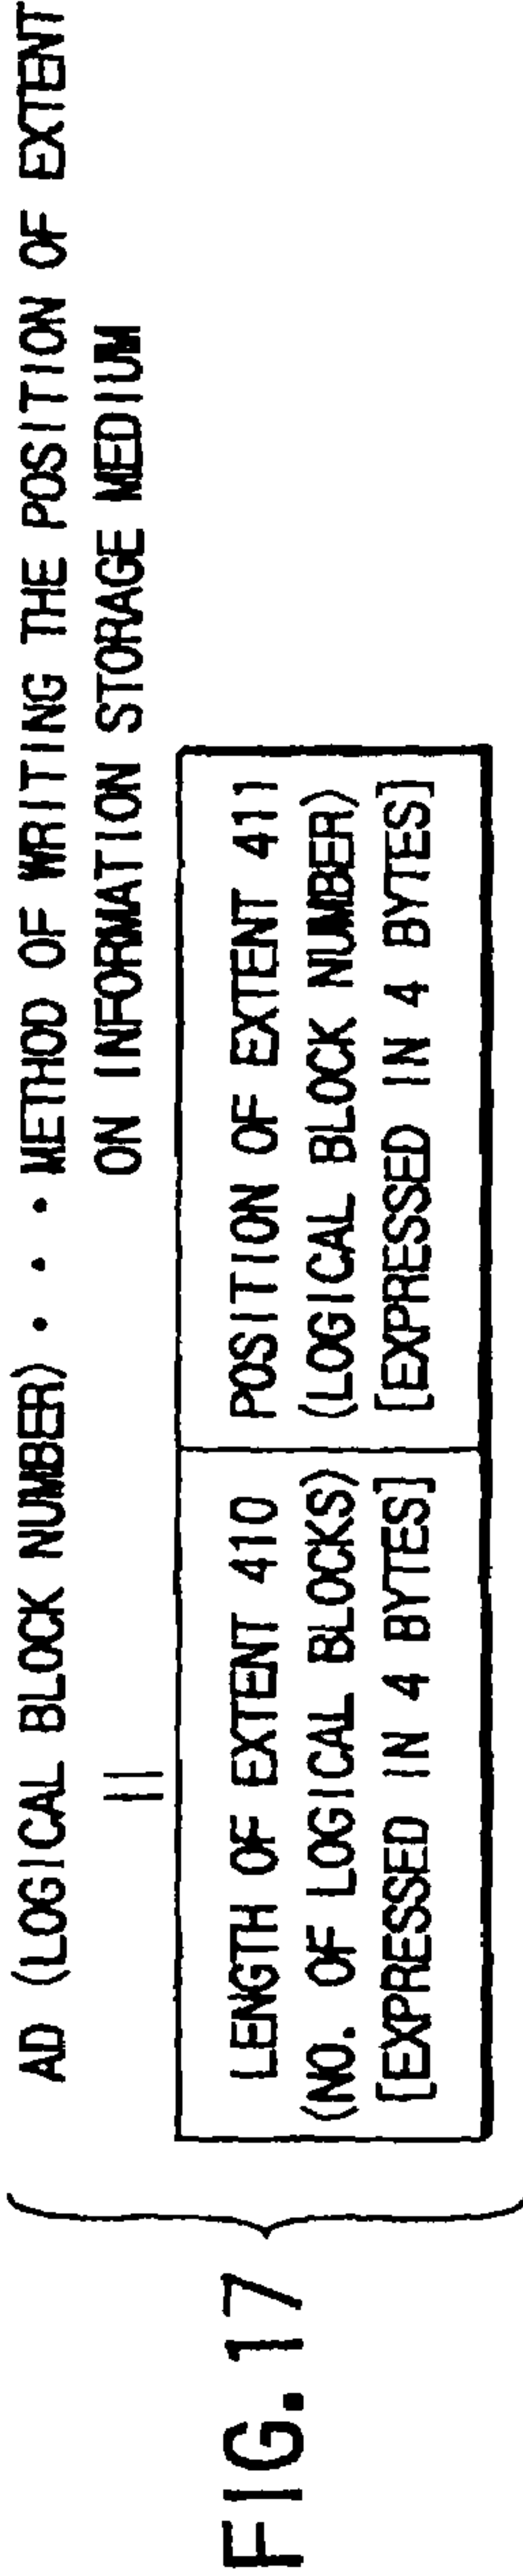 FIG. 17
AD (LOGICAL BLOCK NUMBER) • • • METHOD OF WRITING THE POSITION OF EXTENT
ON INFORMATION STORAGE MEDIUM
||
LENGTH OF EXTENT 410
(NO. OF LOGICAL BLOCKS)
[EXPRESSED IN 4 BYTES]
POSITION OF EXTENT 411
(LOGICAL BLOCK NUMBER)
[EXPRESSED IN 4 BYTES]